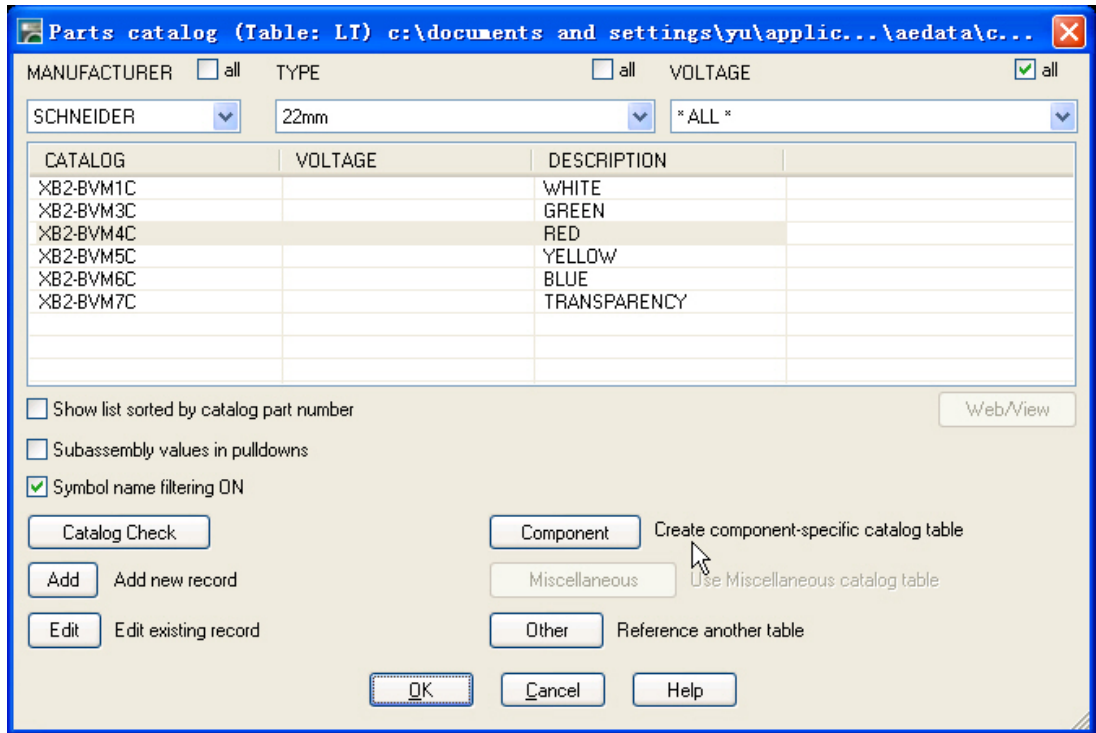 Parts catalog (Table: LT) c:\documents and settings\yu\applic...\aedata\c...
MANUFACTURER all TYPE all VOLTAGE all
SCHNEIDER 22mm *ALL*
CATALOG VOLTAGE DESCRIPTION
XB2-BVM1C WHITE
XB2-BVM3C GREEN
XB2-BVM4C RED
XB2-BVM5C YELLOW
XB2-BVM6C BLUE
XB2-BVM7C TRANSPARENCY
Show list sorted by catalog part number Web/View
Subassembly values in pulldowns
Symbol name filtering ON
Catalog Check Component Create component-specific catalog table
Add Add new record Miscellaneous Use Miscellaneous catalog table
Edit Edit existing record Other Reference another table
OK Cancel Help